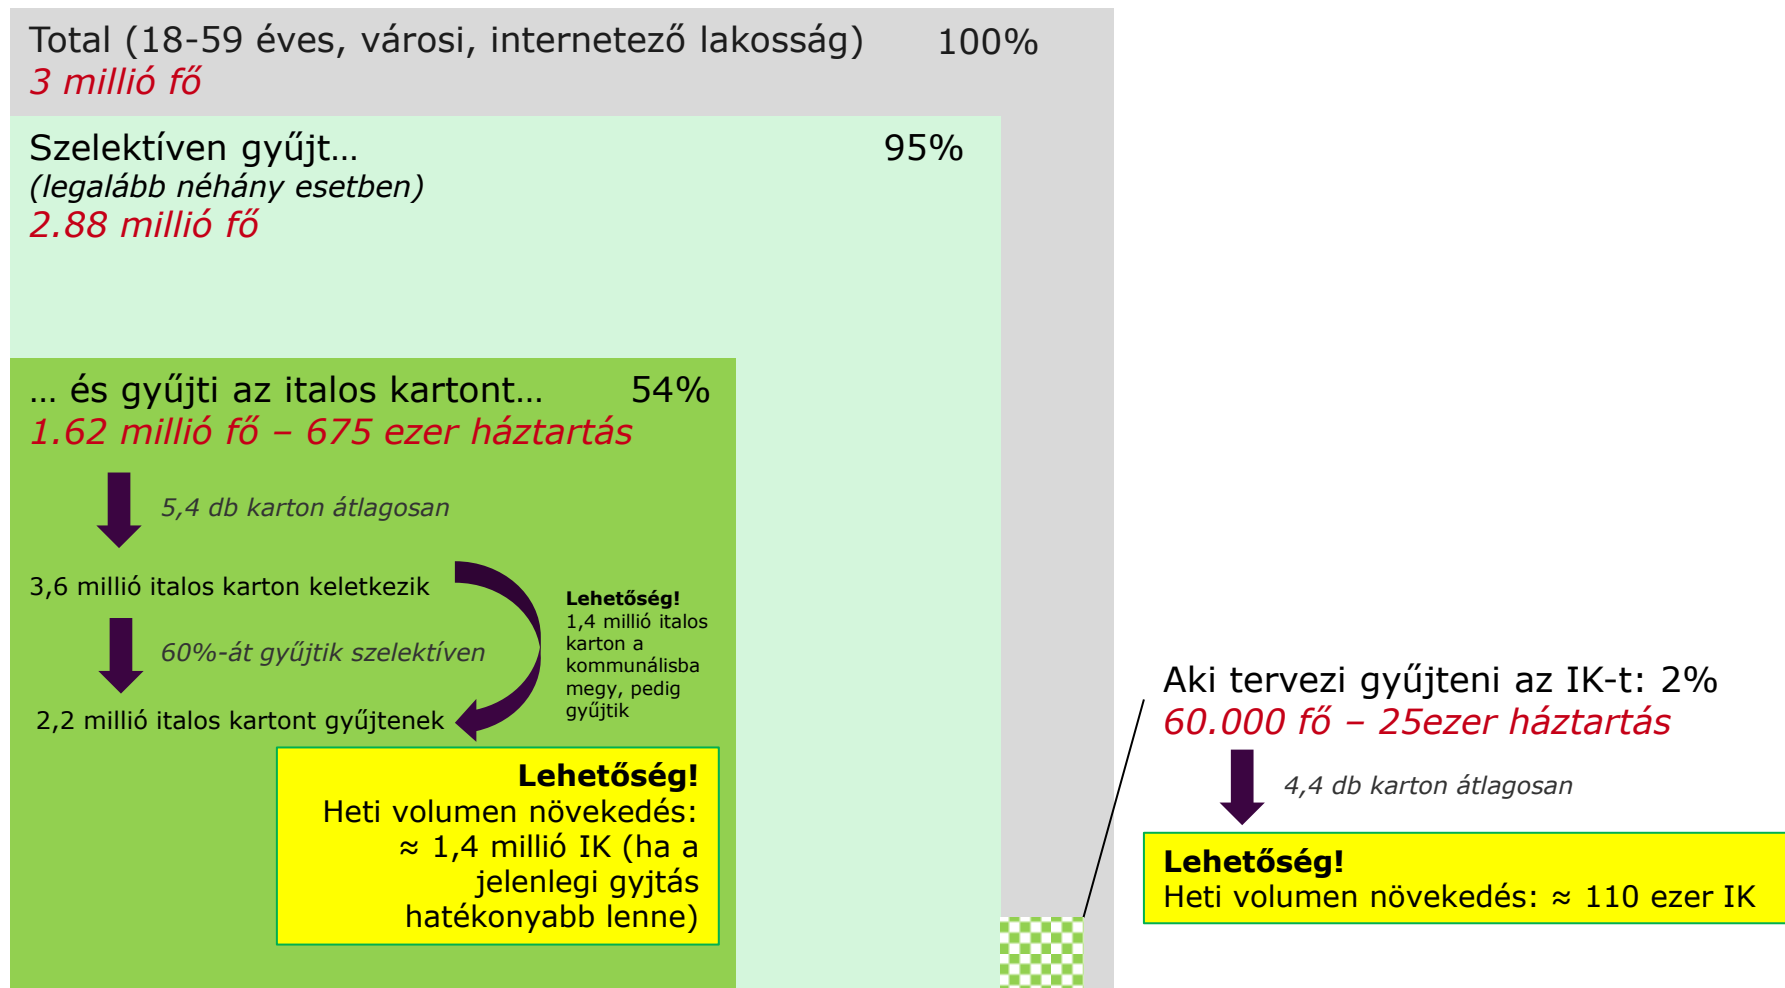 Total (18-59 éves, városi, internetező lakosság) 100%
3 millió fő
Szelektíven gyűjt… 95%
(legalább néhány esetben)
2.88 millió fő
… és gyűjti az italos kartont… 54%
1.62 millió fő – 675 ezer háztartás
5,4 db karton átlagosan
3,6 millió italos karton keletkezik
60%-át gyűjtik szelektíven
2,2 millió italos kartont gyűjtenek
Lehetőség!
1,4 millió italos
karton a
kommunálisba
megy, pedig
gyűjtik
Lehetőség!
Heti volumen növekedés:
≈ 1,4 millió IK (ha a
jelenlegi gyjtás
hatékonyabb lenne)
Aki tervezi gyűjteni az IK-t: 2%
60.000 fő – 25ezer háztartás
4,4 db karton átlagosan
Lehetőség!
Heti volumen növekedés: ≈ 110 ezer IK